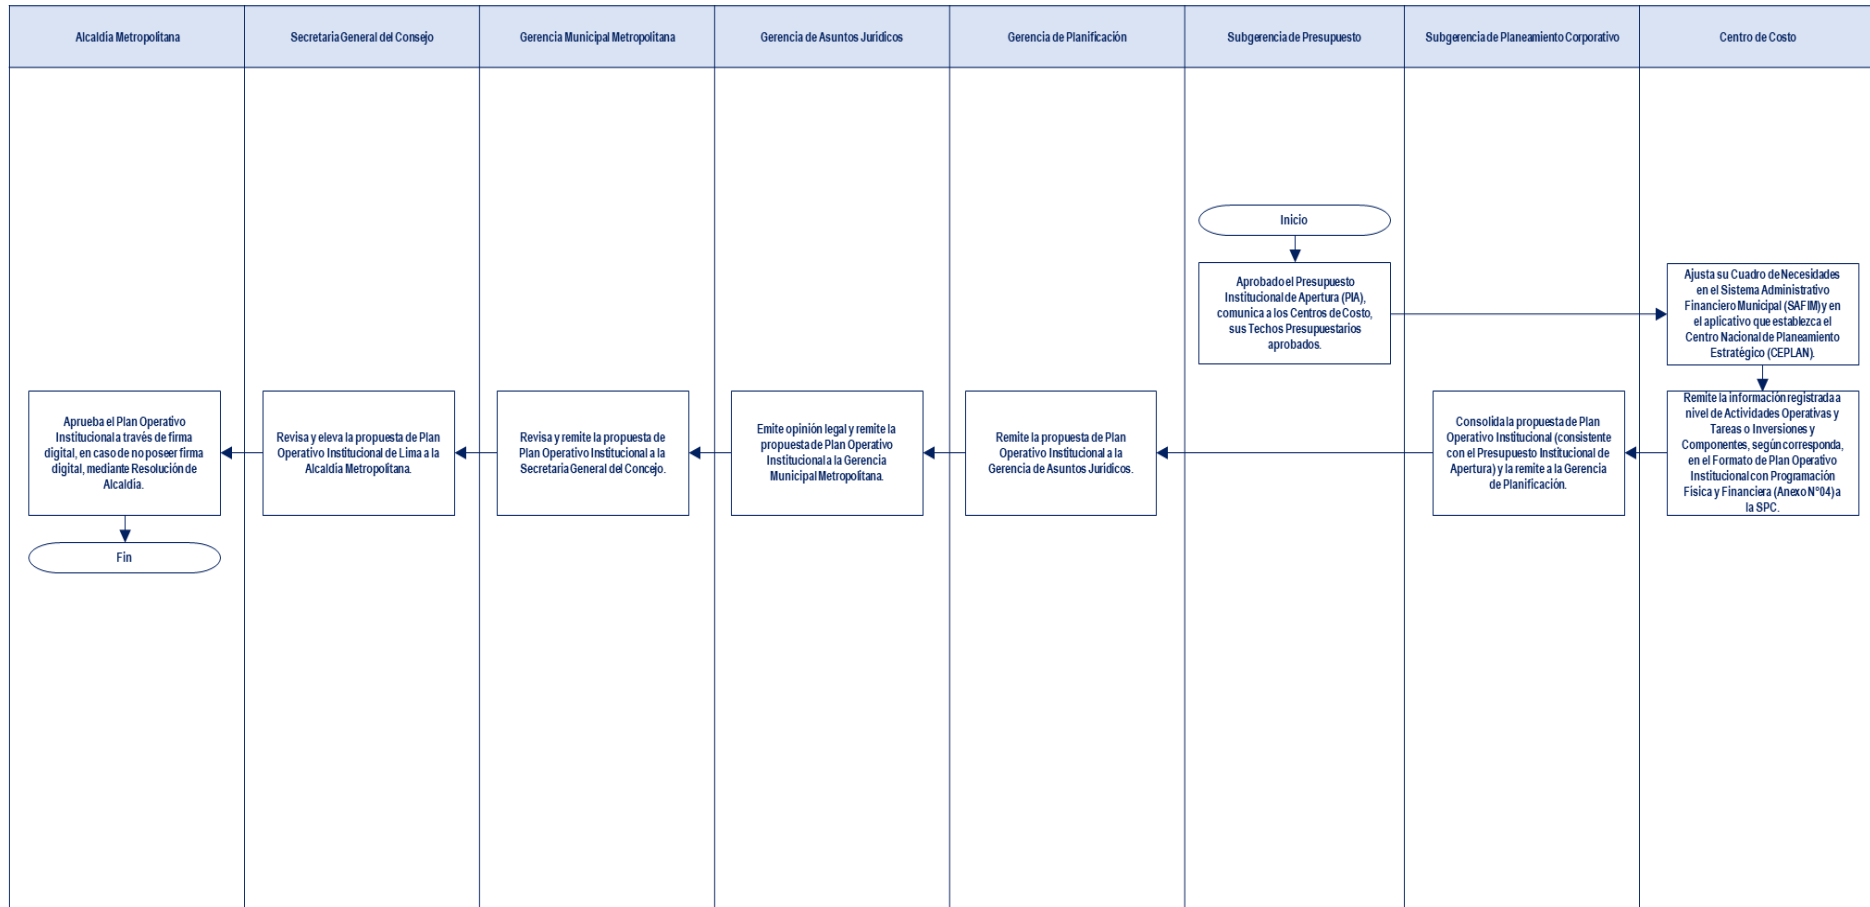 Alcaldía Metropolitana
Secretaria General del Consejo
Gerencia Municipal Metropolitana
Gerencia de Asuntos Jurídicos
Gerencia de Planificación
Subgerencia de Presupuesto
Subgerencia de Planeamiento Corporativo
Centro de Costo
Inicio
Aprobado el Presupuesto
Institucional de Apertura (PIA),
comunica a los Centros de Costo,
sus Techos Presupuestarios
aprobados.
Ajusta su Cuadro de Necesidades
en el Sistema Administrativo
Financiero Municipal (SAFIM) y en
el aplicativo que establezca el
Centro Nacional de Planeamiento
Estratégico (CEPLAN).
Remite la información registrada a
nivel de Actividades Operativas y
Tareas o Inversiones y
Componentes, según corresponda,
en el Formato de Plan Operativo
Institucional con Programación
Física y Financiera (Anexo N°04) a
la SPC.
Consolida la propuesta de Plan
Operativo Institucional (consistente
con el Presupuesto Institucional de
Apertura) y la remite a la Gerencia
de Planificación.
Remite la propuesta de Plan
Operativo Institucional a la
Gerencia de Asuntos Jurídicos.
Emite opinión legal y remite la
propuesta de Plan Operativo
Institucional a la Gerencia
Municipal Metropolitana.
Revisa y remite la propuesta de
Plan Operativo Institucional a la
Secretaría General del Concejo.
Revisa y eleva la propuesta de Plan
Operativo Institucional de Lima a la
Alcaldía Metropolitana.
Aprueba el Plan Operativo
Institucional a través de firma
digital, en caso de no poseer firma
digital, mediante Resolución de
Alcaldía.
Fin